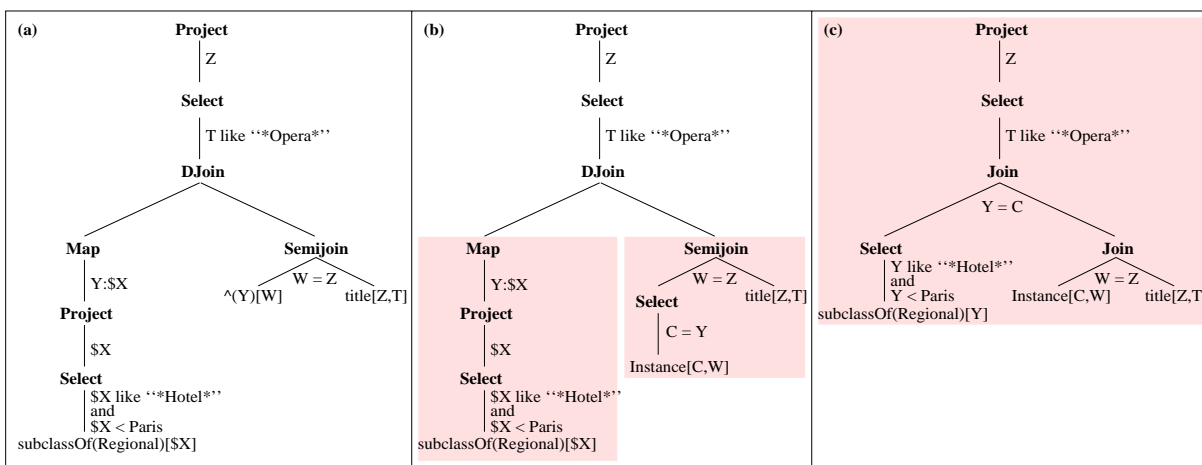 (a)
Project
Z
Select
T like ‘‘*Opera*’’
DJoin
Map
Semijoin
Y:$X
W = Z
^(Y)[W]
title[Z,T]
Project
$X
Select
$X like ‘‘*Hotel*’’
and
$X < Paris
subclassOf(Regional)[$X]
(b)
Project
Z
Select
T like ‘‘*Opera*’’
DJoin
Map
Semijoin
Y:$X
W = Z
Select
title[Z,T]
Project
C = Y
$X
Instance[C,W]
Select
$X like ‘‘*Hotel*’’
and
$X < Paris
subclassOf(Regional)[$X]
(c)
Project
Z
Select
T like ‘‘*Opera*’’
Join
Y = C
Select
Join
Y like ‘‘*Hotel*’’
and
Y < Paris
W = Z
Instance[C,W]
title[Z,T]
subclassOf(Regional)[Y]